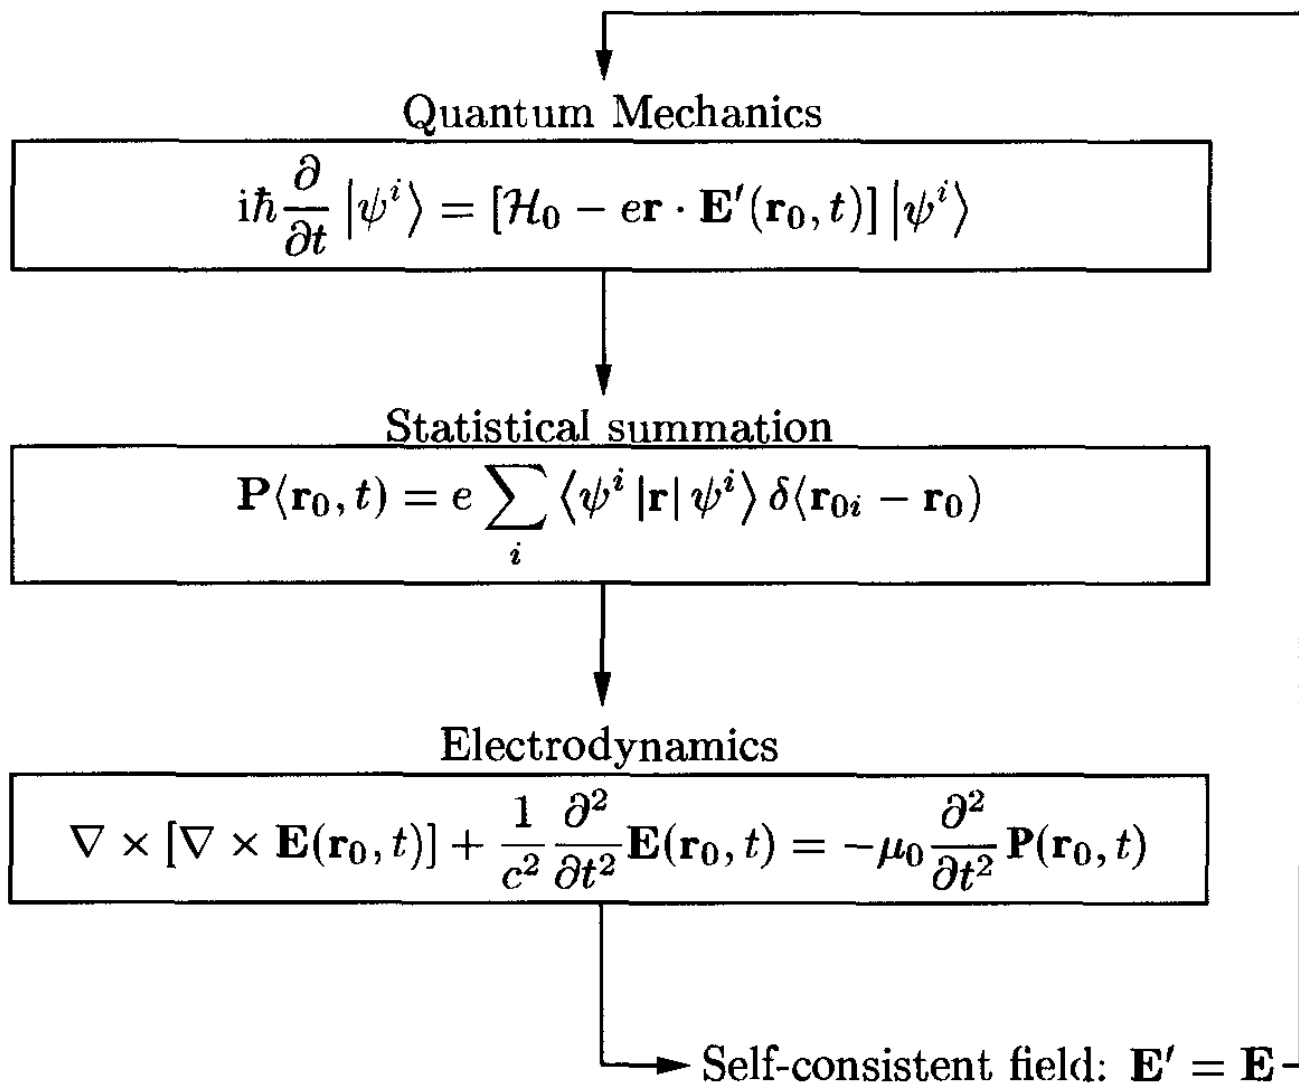 Quantum Mechanics
iℏ ∂/∂t |ψ^i⟩ = [ℋ₀ − e𝐫 · 𝐄′(𝐫₀, t)] |ψ^i⟩
Statistical summation
𝐏⟨𝐫₀, t) = e ∑_i ⟨ψ^i |𝐫| ψ^i⟩ δ⟨𝐫₀ᵢ − 𝐫₀)
Electrodynamics
∇ × [∇ × 𝐄(𝐫₀, t)] + 1/c² ∂²/∂t² 𝐄(𝐫₀, t) = −μ₀ ∂²/∂t² 𝐏(𝐫₀, t)
Self-consistent field: 𝐄′ = 𝐄